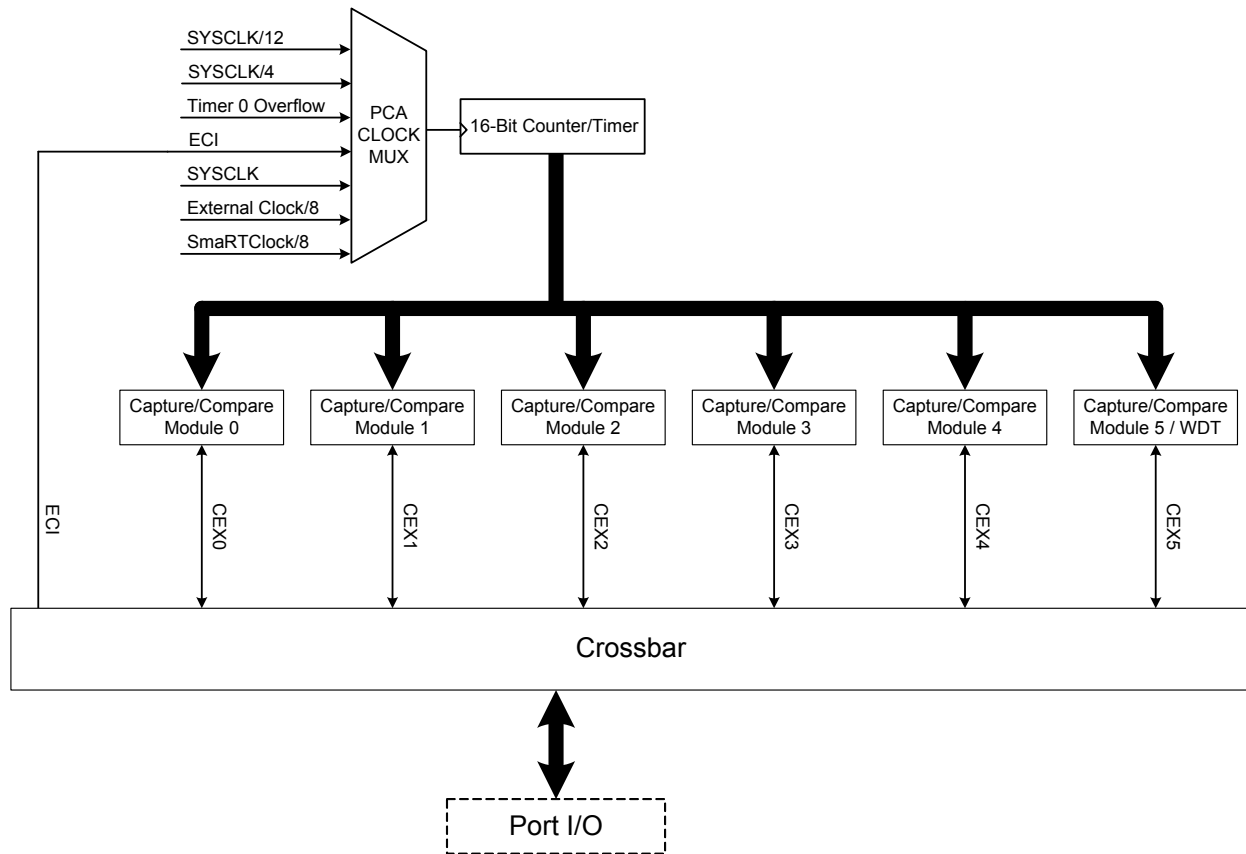 SYSCLK/12
SYSCLK/4
Timer 0 Overflow
ECI
SYSCLK
External Clock/8
SmaRTClock/8
PCA
CLOCK
MUX
16-Bit Counter/Timer
Capture/Compare
Module 0
Capture/Compare
Module 1
Capture/Compare
Module 2
Capture/Compare
Module 3
Capture/Compare
Module 4
Capture/Compare
Module 5 / WDT
ECI
CEX0
CEX1
CEX2
CEX3
CEX4
CEX5
Crossbar
Port I/O